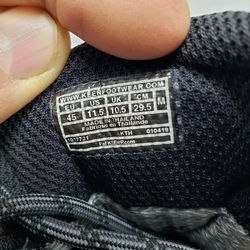 WWW.KEENFOOTWEAR.COM
EU US UK CM M
45 11.5 10.5 29.5
MADE IN THAILAND
Fabriqué en Thaïlande
KTH 010419